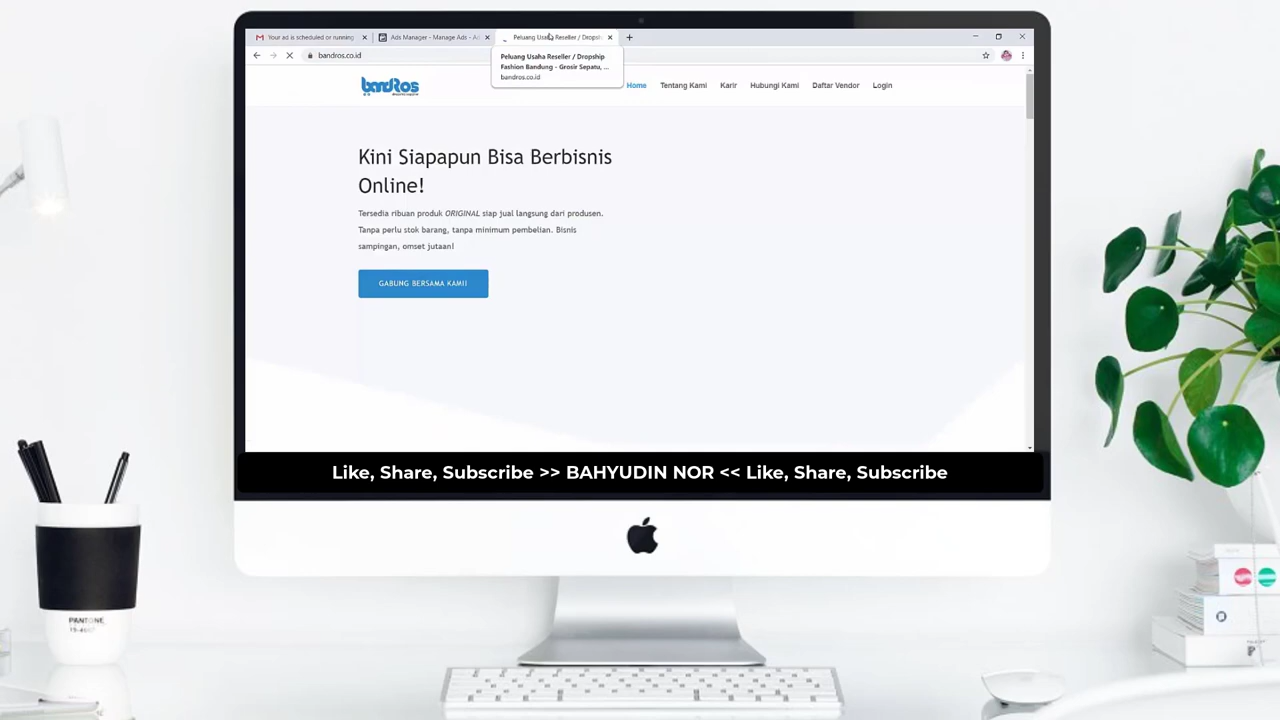 Your ad is scheduled or running
Ads Manager - Manage Ads - Ad
Peluang Usaha Reseller / Dropsh
bandros.co.id
Peluang Usaha Reseller / Dropship
Fashion Bandung - Grosir Sepatu, ...
bandros.co.id
bandRos
Home
Tentang Kami
Karir
Hubungi Kami
Daftar Vendor
Login
Kini Siapapun Bisa Berbisnis
Online!
Tersedia ribuan produk ORIGINAL siap jual langsung dari produsen.
Tanpa perlu stok barang, tanpa minimum pembelian. Bisnis
sampingan, omset jutaan!
GABUNG BERSAMA KAMI!
Like, Share, Subscribe >> BAHYUDIN NOR << Like, Share, Subscribe
PANTONE